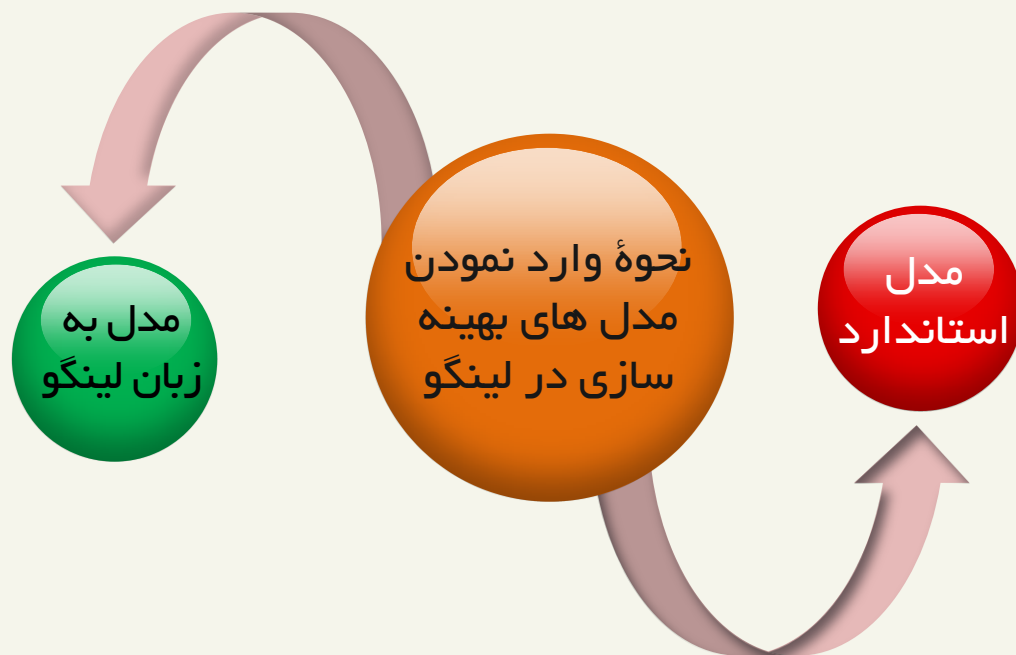 نحوهٔ وارد نمودن
مدل های بهینه
سازی در لینگو
مدل
استاندارد
مدل به
زبان لینگو